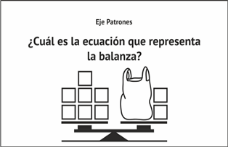 Eje Patrones
¿Cuál es la ecuación que representa
la balanza?